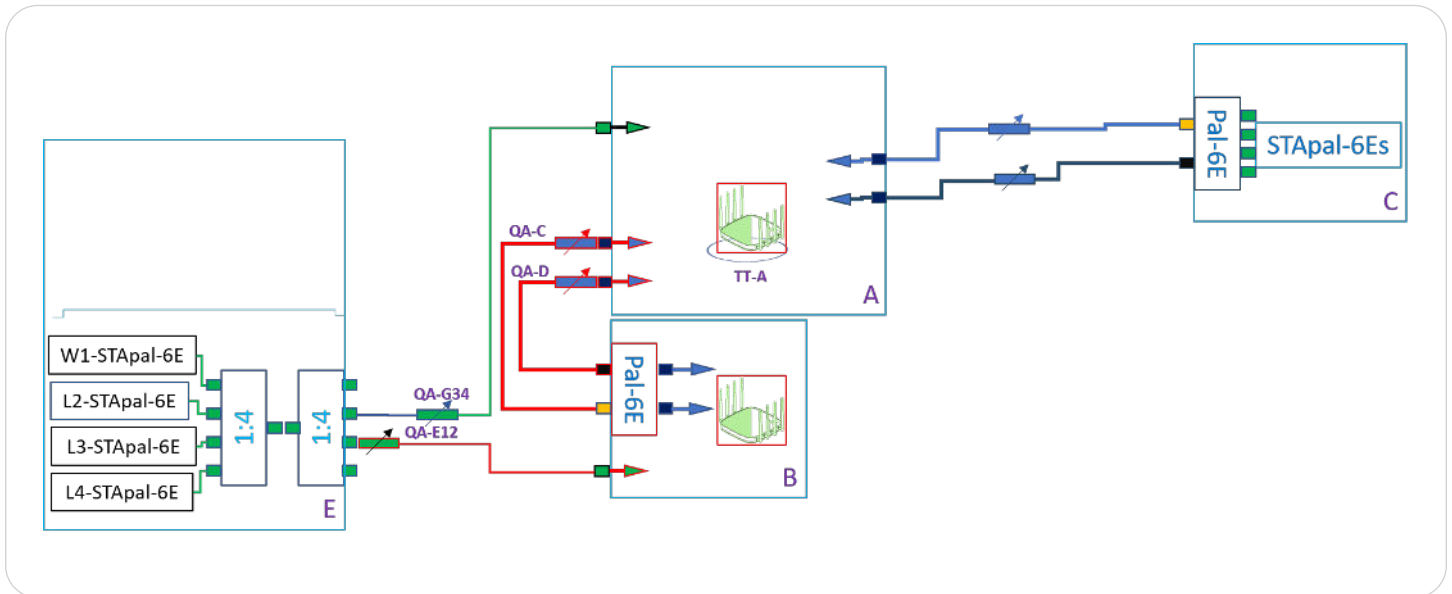 Pal-6E
STApal-6Es
C
QA-C
QA-D
TT-A
A
W1-STApal-6E
L2-STApal-6E
L3-STApal-6E
L4-STApal-6E
1:4
1:4
E
QA-G34
QA-E12
Pal-6E
B